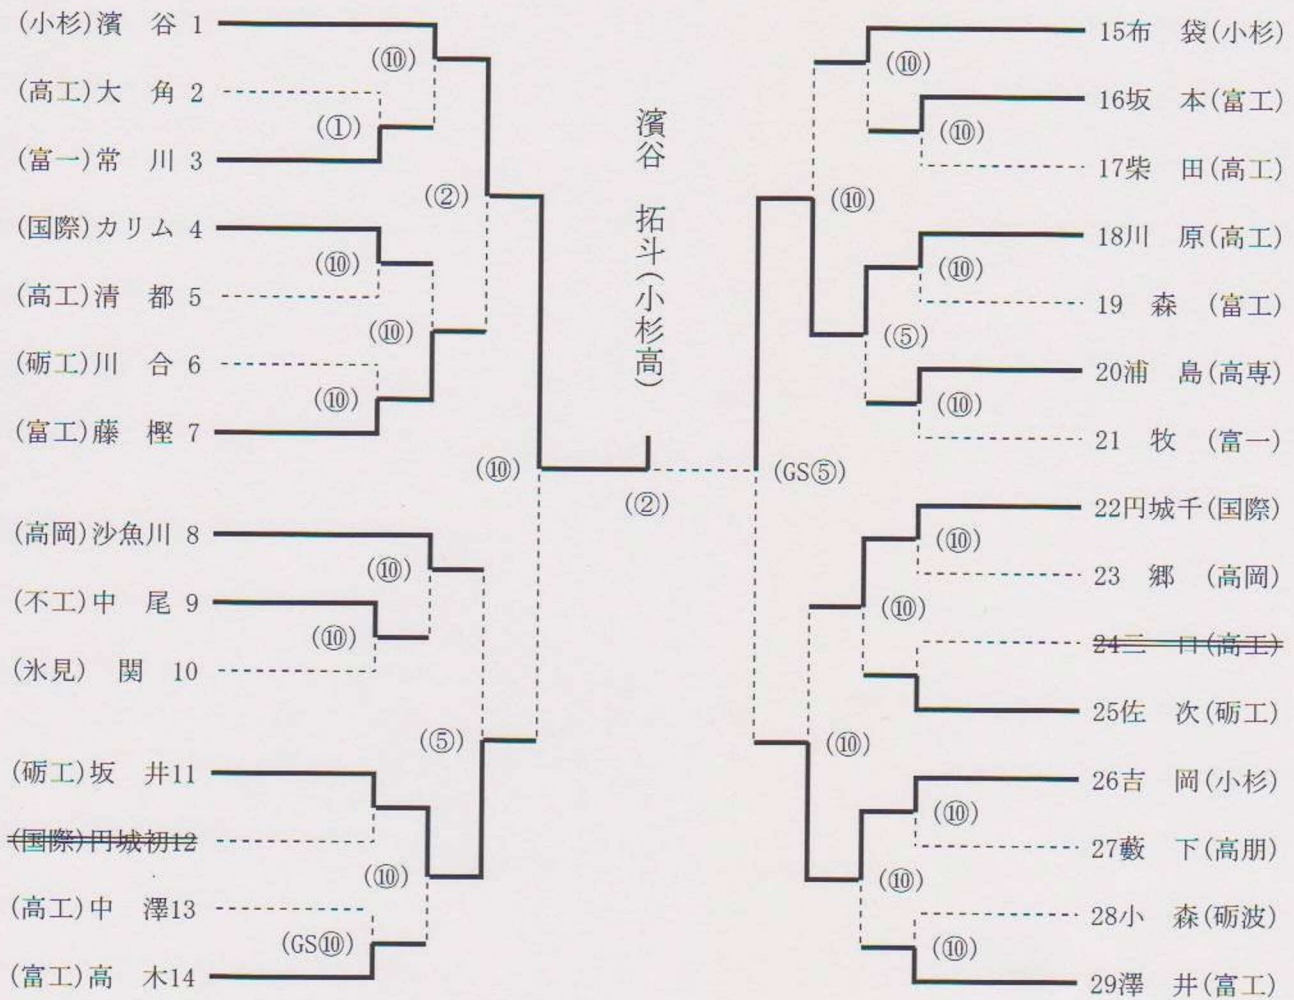 (小杉)濱　谷 1
(⑩)
(高工)大　角 2
(①)
(富一)常　川 3
(②)
(国際)カリム 4
(⑩)
(高工)清　都 5
(⑩)
(砺工)川　合 6
(⑩)
(富工)藤　樫 7
(⑩)
(高岡)沙魚川 8
(⑩)
(不工)中　尾 9
(⑩)
(氷見)　関　10
(⑤)
(砺工)坂　井11
(国際)円城初12
(⑩)
(高工)中　澤13
(GS⑩)
(富工)高　木14
濱谷　拓斗(小杉高)
(②)
15布　袋(小杉)
(⑩)
16坂　本(富工)
(⑩)
17柴　田(高工)
(⑩)
18川　原(高工)
(⑩)
19　森　(富工)
(⑤)
20浦　島(高専)
(⑩)
21　牧　(富一)
(GS⑤)
22円城千(国際)
(⑩)
23　郷　(高岡)
(⑩)
24三　口(高工)
25佐　次(砺工)
(⑩)
26吉　岡(小杉)
(⑩)
27藪　下(高朋)
(⑩)
28小　森(砺波)
(⑩)
29澤　井(富工)